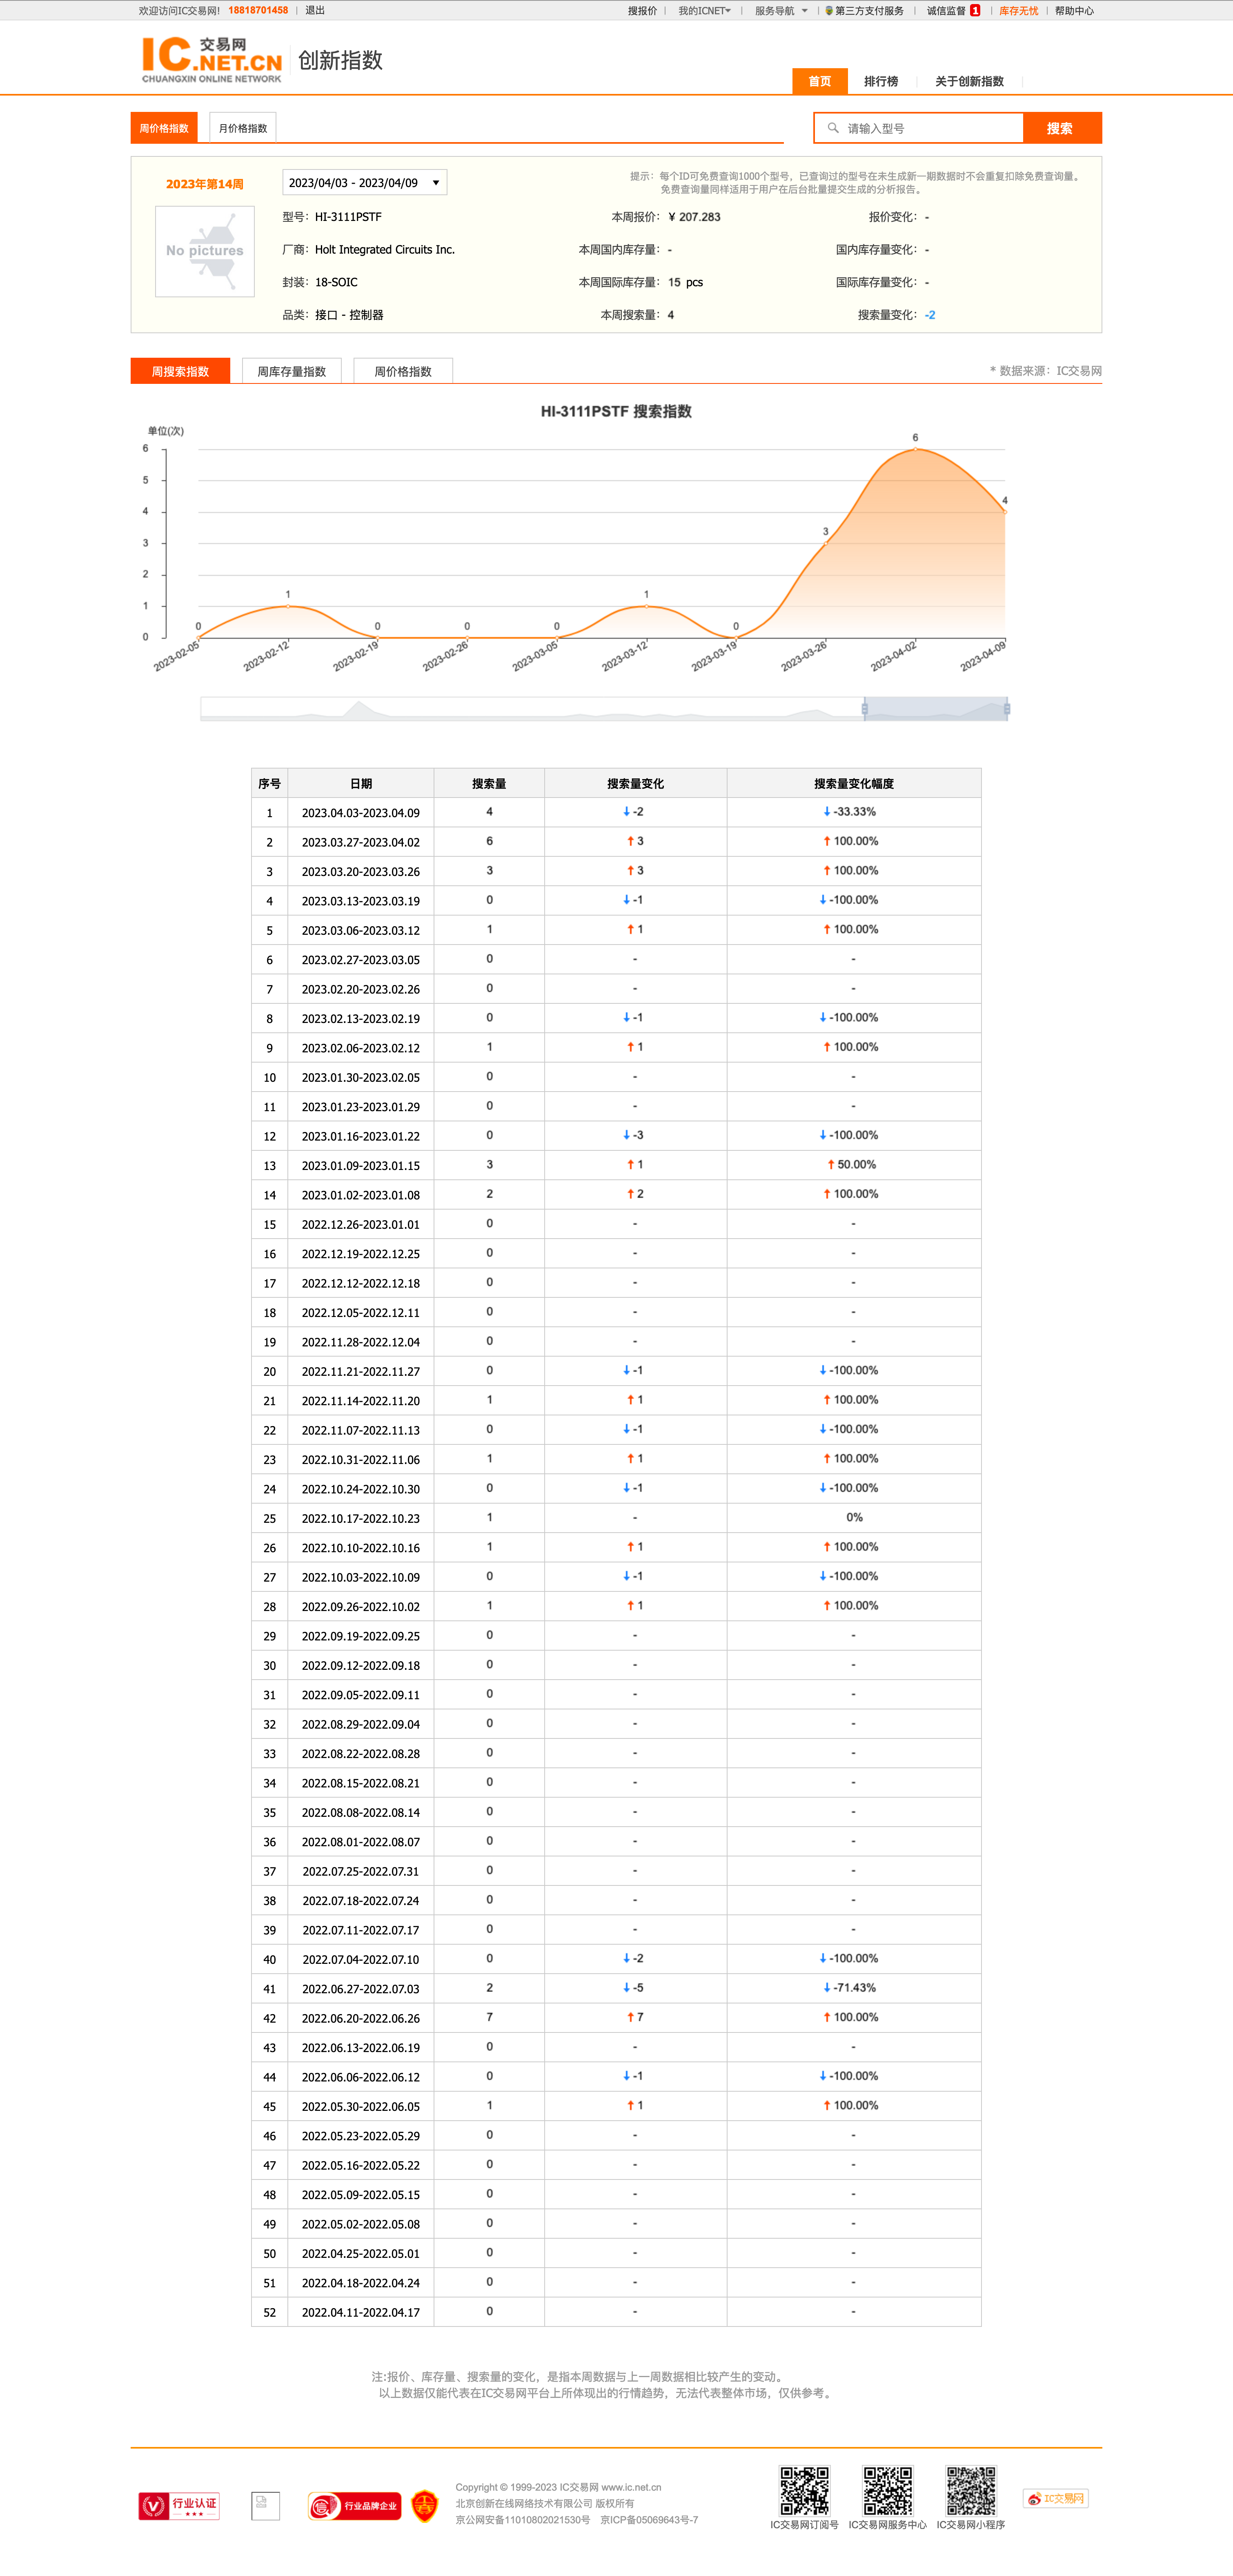 欢迎访问IC交易网! 18818701458 | 退出 搜报价 | 我的ICNET | 服务导航 | 第三方支付服务 | 诚信监督 1 | 库存无忧 | 帮助中心
IC交易网
.NET.CN
CHUANGXIN ONLINE NETWORK
创新指数
首页 排行榜 关于创新指数
周价格指数 月价格指数 请输入型号 搜索
2023年第14周 2023/04/03 - 2023/04/09
提示：每个ID可免费查询1000个型号，已查询过的型号在未生成新一期数据时不会重复扣除免费查询量。
免费查询量同样适用于用户在后台批量提交生成的分析报告。
No pictures
型号：HI-3111PSTF 本周报价：¥ 207.283 报价变化：-
厂商：Holt Integrated Circuits Inc. 本周国内库存量：- 国内库存量变化：-
封装：18-SOIC 本周国际库存量：15 pcs 国际库存量变化：-
品类：接口 - 控制器 本周搜索量：4 搜索量变化：-2
周搜索指数 周库存量指数 周价格指数 * 数据来源：IC交易网
HI-3111PSTF 搜索指数
单位(次)
6
5
4
3
2
1
0
0 1 0 0 0 1 0 3 6 4
2023-02-05 2023-02-12 2023-02-19 2023-02-26 2023-03-05 2023-03-12 2023-03-19 2023-03-26 2023-04-02 2023-04-09
序号 日期 搜索量 搜索量变化 搜索量变化幅度
1 2023.04.03-2023.04.09 4 ↓-2 ↓-33.33%
2 2023.03.27-2023.04.02 6 ↑3 ↑100.00%
3 2023.03.20-2023.03.26 3 ↑3 ↑100.00%
4 2023.03.13-2023.03.19 0 ↓-1 ↓-100.00%
5 2023.03.06-2023.03.12 1 ↑1 ↑100.00%
6 2023.02.27-2023.03.05 0 - -
7 2023.02.20-2023.02.26 0 - -
8 2023.02.13-2023.02.19 0 ↓-1 ↓-100.00%
9 2023.02.06-2023.02.12 1 ↑1 ↑100.00%
10 2023.01.30-2023.02.05 0 - -
11 2023.01.23-2023.01.29 0 - -
12 2023.01.16-2023.01.22 0 ↓-3 ↓-100.00%
13 2023.01.09-2023.01.15 3 ↑1 ↑50.00%
14 2023.01.02-2023.01.08 2 ↑2 ↑100.00%
15 2022.12.26-2023.01.01 0 - -
16 2022.12.19-2022.12.25 0 - -
17 2022.12.12-2022.12.18 0 - -
18 2022.12.05-2022.12.11 0 - -
19 2022.11.28-2022.12.04 0 - -
20 2022.11.21-2022.11.27 0 ↓-1 ↓-100.00%
21 2022.11.14-2022.11.20 1 ↑1 ↑100.00%
22 2022.11.07-2022.11.13 0 ↓-1 ↓-100.00%
23 2022.10.31-2022.11.06 1 ↑1 ↑100.00%
24 2022.10.24-2022.10.30 0 ↓-1 ↓-100.00%
25 2022.10.17-2022.10.23 1 - 0%
26 2022.10.10-2022.10.16 1 ↑1 ↑100.00%
27 2022.10.03-2022.10.09 0 ↓-1 ↓-100.00%
28 2022.09.26-2022.10.02 1 ↑1 ↑100.00%
29 2022.09.19-2022.09.25 0 - -
30 2022.09.12-2022.09.18 0 - -
31 2022.09.05-2022.09.11 0 - -
32 2022.08.29-2022.09.04 0 - -
33 2022.08.22-2022.08.28 0 - -
34 2022.08.15-2022.08.21 0 - -
35 2022.08.08-2022.08.14 0 - -
36 2022.08.01-2022.08.07 0 - -
37 2022.07.25-2022.07.31 0 - -
38 2022.07.18-2022.07.24 0 - -
39 2022.07.11-2022.07.17 0 - -
40 2022.07.04-2022.07.10 0 ↓-2 ↓-100.00%
41 2022.06.27-2022.07.03 2 ↓-5 ↓-71.43%
42 2022.06.20-2022.06.26 7 ↑7 ↑100.00%
43 2022.06.13-2022.06.19 0 - -
44 2022.06.06-2022.06.12 0 ↓-1 ↓-100.00%
45 2022.05.30-2022.06.05 1 ↑1 ↑100.00%
46 2022.05.23-2022.05.29 0 - -
47 2022.05.16-2022.05.22 0 - -
48 2022.05.09-2022.05.15 0 - -
49 2022.05.02-2022.05.08 0 - -
50 2022.04.25-2022.05.01 0 - -
51 2022.04.18-2022.04.24 0 - -
52 2022.04.11-2022.04.17 0 - -
注:报价、库存量、搜索量的变化，是指本周数据与上一周数据相比较产生的变动。
以上数据仅能代表在IC交易网平台上所体现出的行情趋势，无法代表整体市场，仅供参考。
行业认证 行业品牌企业
Copyright © 1999-2023 IC交易网 www.ic.net.cn
北京创新在线网络技术有限公司 版权所有
京公网安备11010802021530号 京ICP备05069643号-7
IC交易网订阅号 IC交易网服务中心 IC交易网小程序
IC交易网